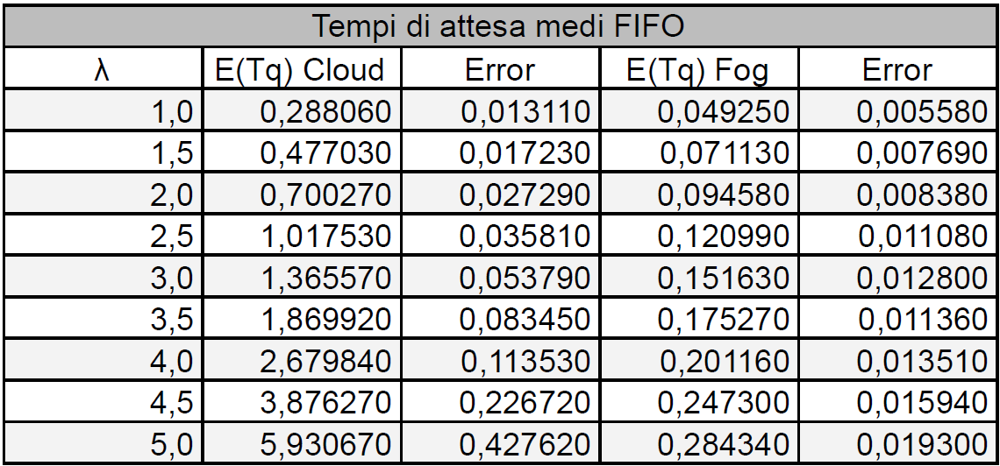 Tempi di attesa medi FIFO
λ E(Tq) Cloud Error E(Tq) Fog Error
1,0 0,288060 0,013110 0,049250 0,005580
1,5 0,477030 0,017230 0,071130 0,007690
2,0 0,700270 0,027290 0,094580 0,008380
2,5 1,017530 0,035810 0,120990 0,011080
3,0 1,365570 0,053790 0,151630 0,012800
3,5 1,869920 0,083450 0,175270 0,011360
4,0 2,679840 0,113530 0,201160 0,013510
4,5 3,876270 0,226720 0,247300 0,015940
5,0 5,930670 0,427620 0,284340 0,019300